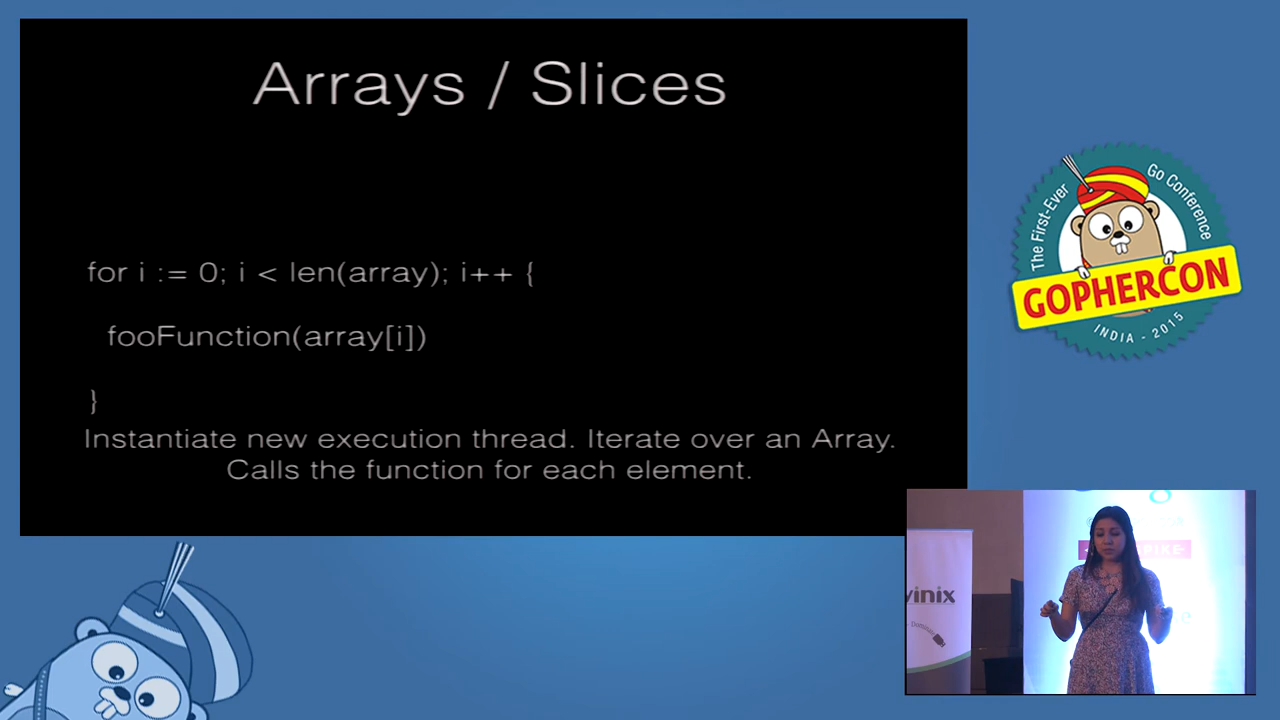 Arrays / Slices
for i := 0; i < len(array); i++ {
fooFunction(array[i])
}
Instantiate new execution thread. Iterate over an Array.
Calls the function for each element.
The First-Ever
Go Conference
GOPHERCON
INDIA - 2015
vinix